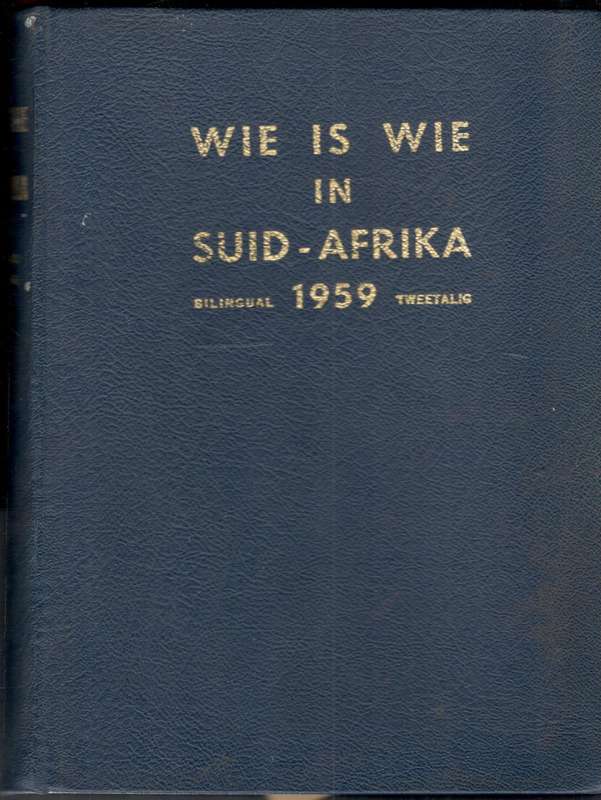 WIE IS WIE
IN
SUID-AFRIKA
BILINGUAL 1959 TWEETALIG